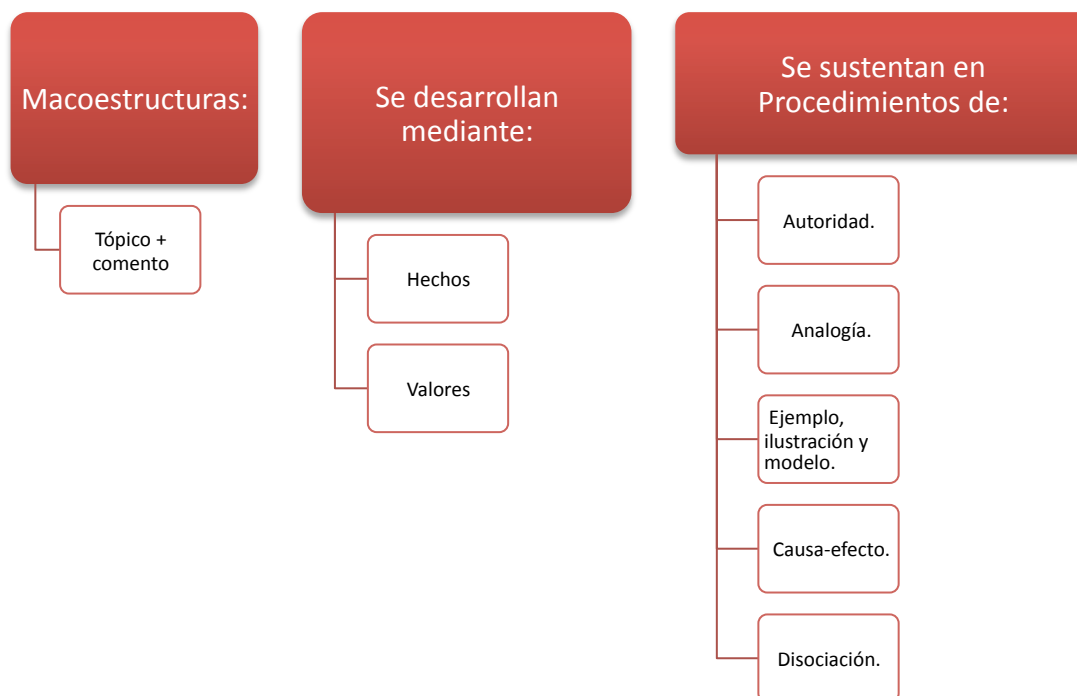 Macoestructuras:
Tópico +
comento
Se desarrollan
mediante:
Hechos
Valores
Se sustentan en
Procedimientos de:
Autoridad.
Analogía.
Ejemplo,
ilustración y
modelo.
Causa-efecto.
Disociación.